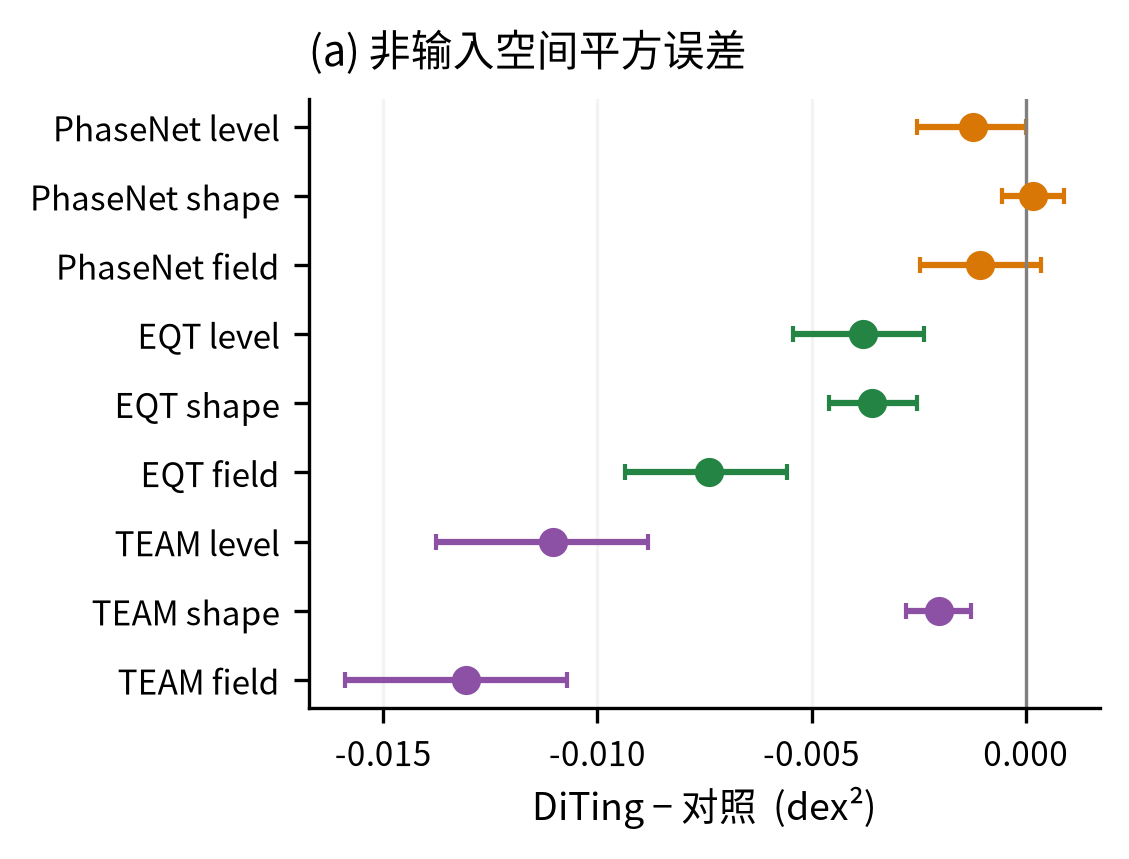 (a) 非输入空间平方误差
PhaseNet level
PhaseNet shape
PhaseNet field
EQT level
EQT shape
EQT field
TEAM level
TEAM shape
TEAM field
-0.015 -0.010 -0.005 0.000
DiTing − 对照 (dex²)